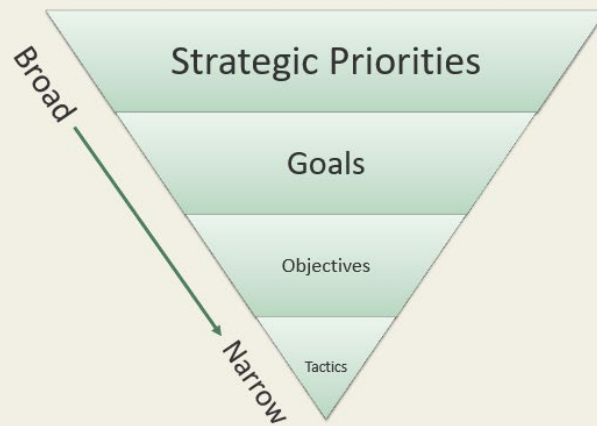 Strategic Priorities
Broad
Goals
Objectives
Narrow
Tactics